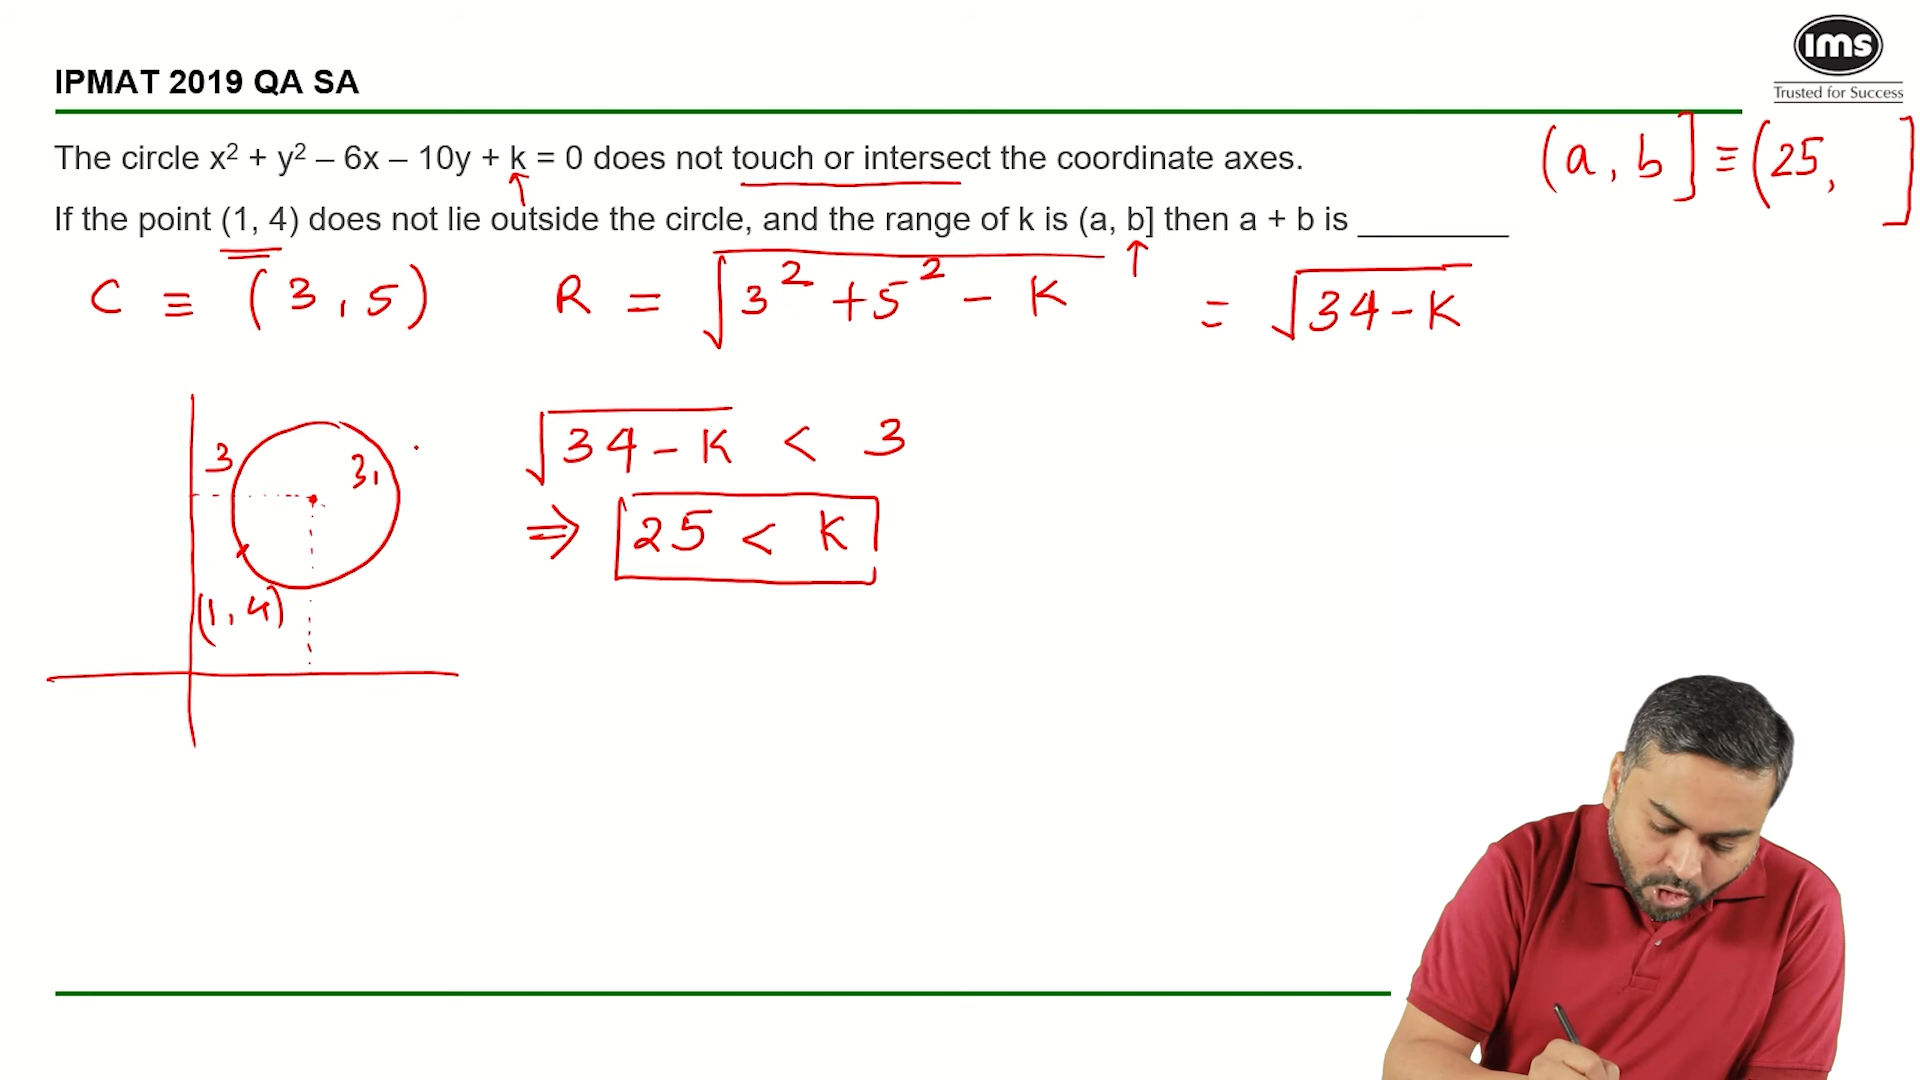 IPMAT 2019 QA SA
ims
Trusted for Success
The circle x² + y² – 6x – 10y + k = 0 does not touch or intersect the coordinate axes.
(a, b] ≡ (25, ]
If the point (1, 4) does not lie outside the circle, and the range of k is (a, b] then a + b is ________
C ≡ (3, 5) R = √(3² + 5² – K) = √(34 – K)
√(34 – K) < 3
3
3,
⇒ 25 < K
(1, 4)